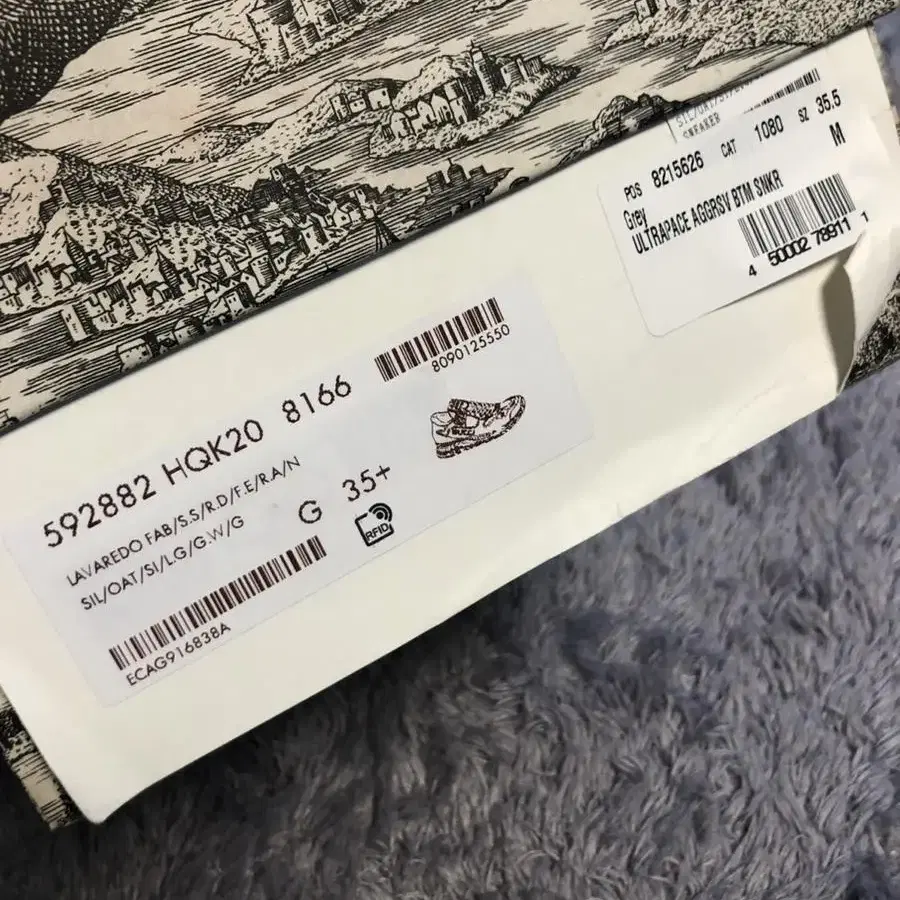 SNEAKER
POS 8215626 CAT 1080 SZ 35.5
Grey M
ULTRAPACE AGGRSV BTM SNKR
4 50002 78911 1
8090125550
592882 HQK20 8166
LAVAREDO FAB/S.S/R.D/F.E/R.A/N
SIL/OAT/SI/L.G/G.W/G
G 35+
GUCCI
RFID
ECAG916838A